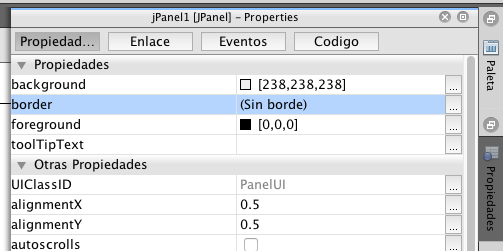 jPanel1 [JPanel] – Properties
Propiedad...
Enlace
Eventos
Codigo
Propiedades
background [238,238,238] ...
border (Sin borde) ...
foreground [0,0,0] ...
toolTipText ...
Otras Propiedades
UIClassID PanelUI ...
alignmentX 0.5 ...
alignmentY 0.5 ...
autoscrolls ...
Paleta
Propiedades